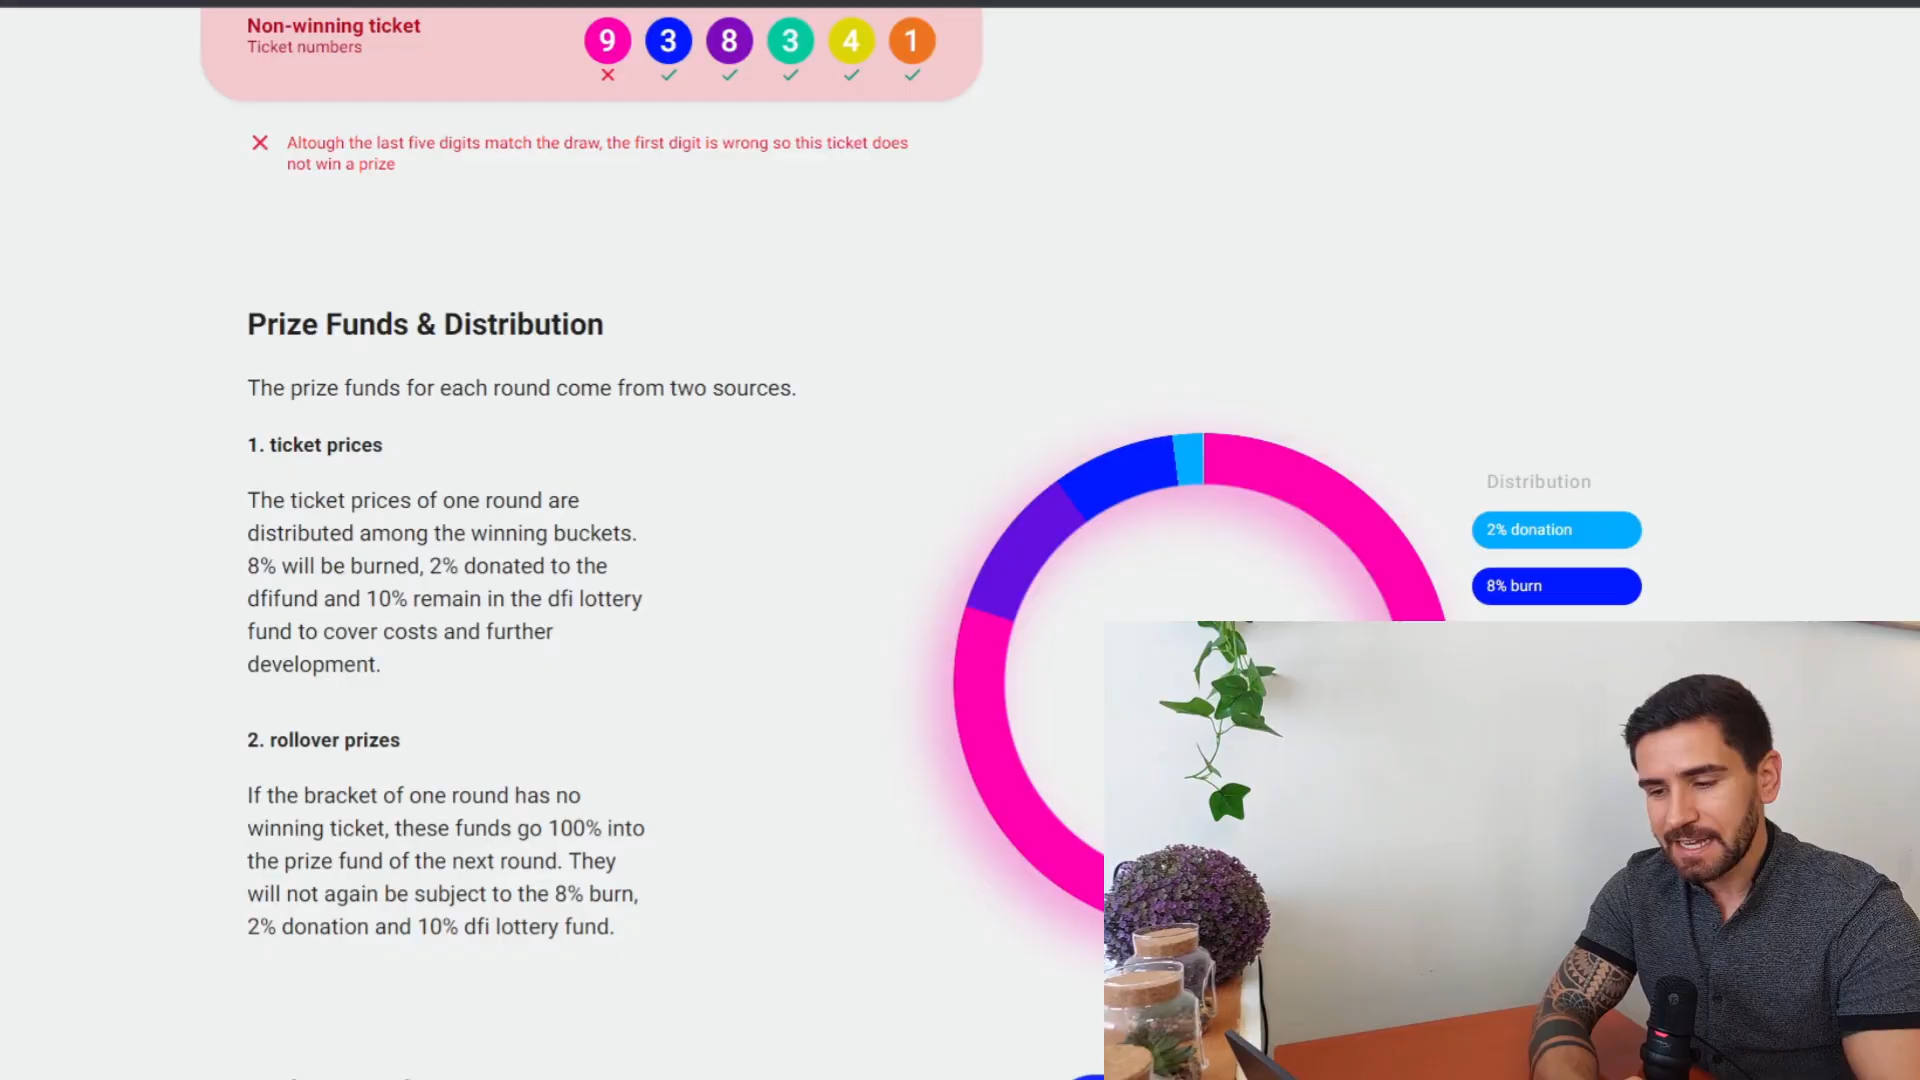 Non-winning ticket
Ticket numbers
9 3 8 3 4 1
Altough the last five digits match the draw, the first digit is wrong so this ticket does
not win a prize
Prize Funds & Distribution
The prize funds for each round come from two sources.
1. ticket prices
The ticket prices of one round are
distributed among the winning buckets.
8% will be burned, 2% donated to the
dfifund and 10% remain in the dfi lottery
fund to cover costs and further
development.
2. rollover prizes
If the bracket of one round has no
winning ticket, these funds go 100% into
the prize fund of the next round. They
will not again be subject to the 8% burn,
2% donation and 10% dfi lottery fund.
Distribution
2% donation
8% burn